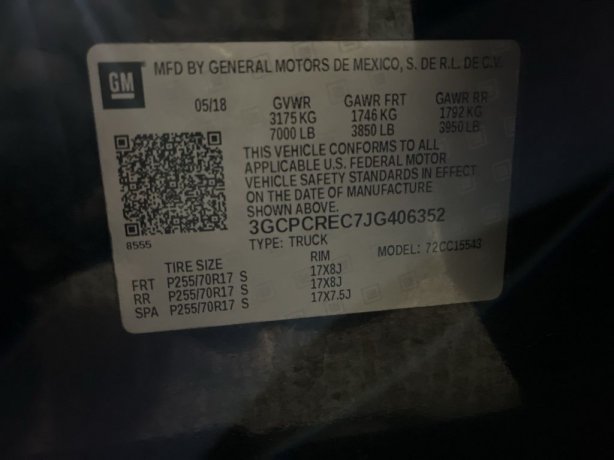 GM MFD BY GENERAL MOTORS DE MEXICO, S. DE R.L. DE C.V.
05/18 GVWR GAWR FRT GAWR RR
3175 KG 1746 KG 1792 KG
7000 LB 3850 LB 3950 LB
THIS VEHICLE CONFORMS TO ALL
APPLICABLE U.S. FEDERAL MOTOR
VEHICLE SAFETY STANDARDS IN EFFECT
ON THE DATE OF MANUFACTURE
SHOWN ABOVE.
8555
3GCPCREC7JG406352
TYPE: TRUCK MODEL: 72CC15543
TIRE SIZE RIM
FRT P255/70R17 S 17X8J
RR P255/70R17 S 17X8J
SPA P255/70R17 S 17X7.5J